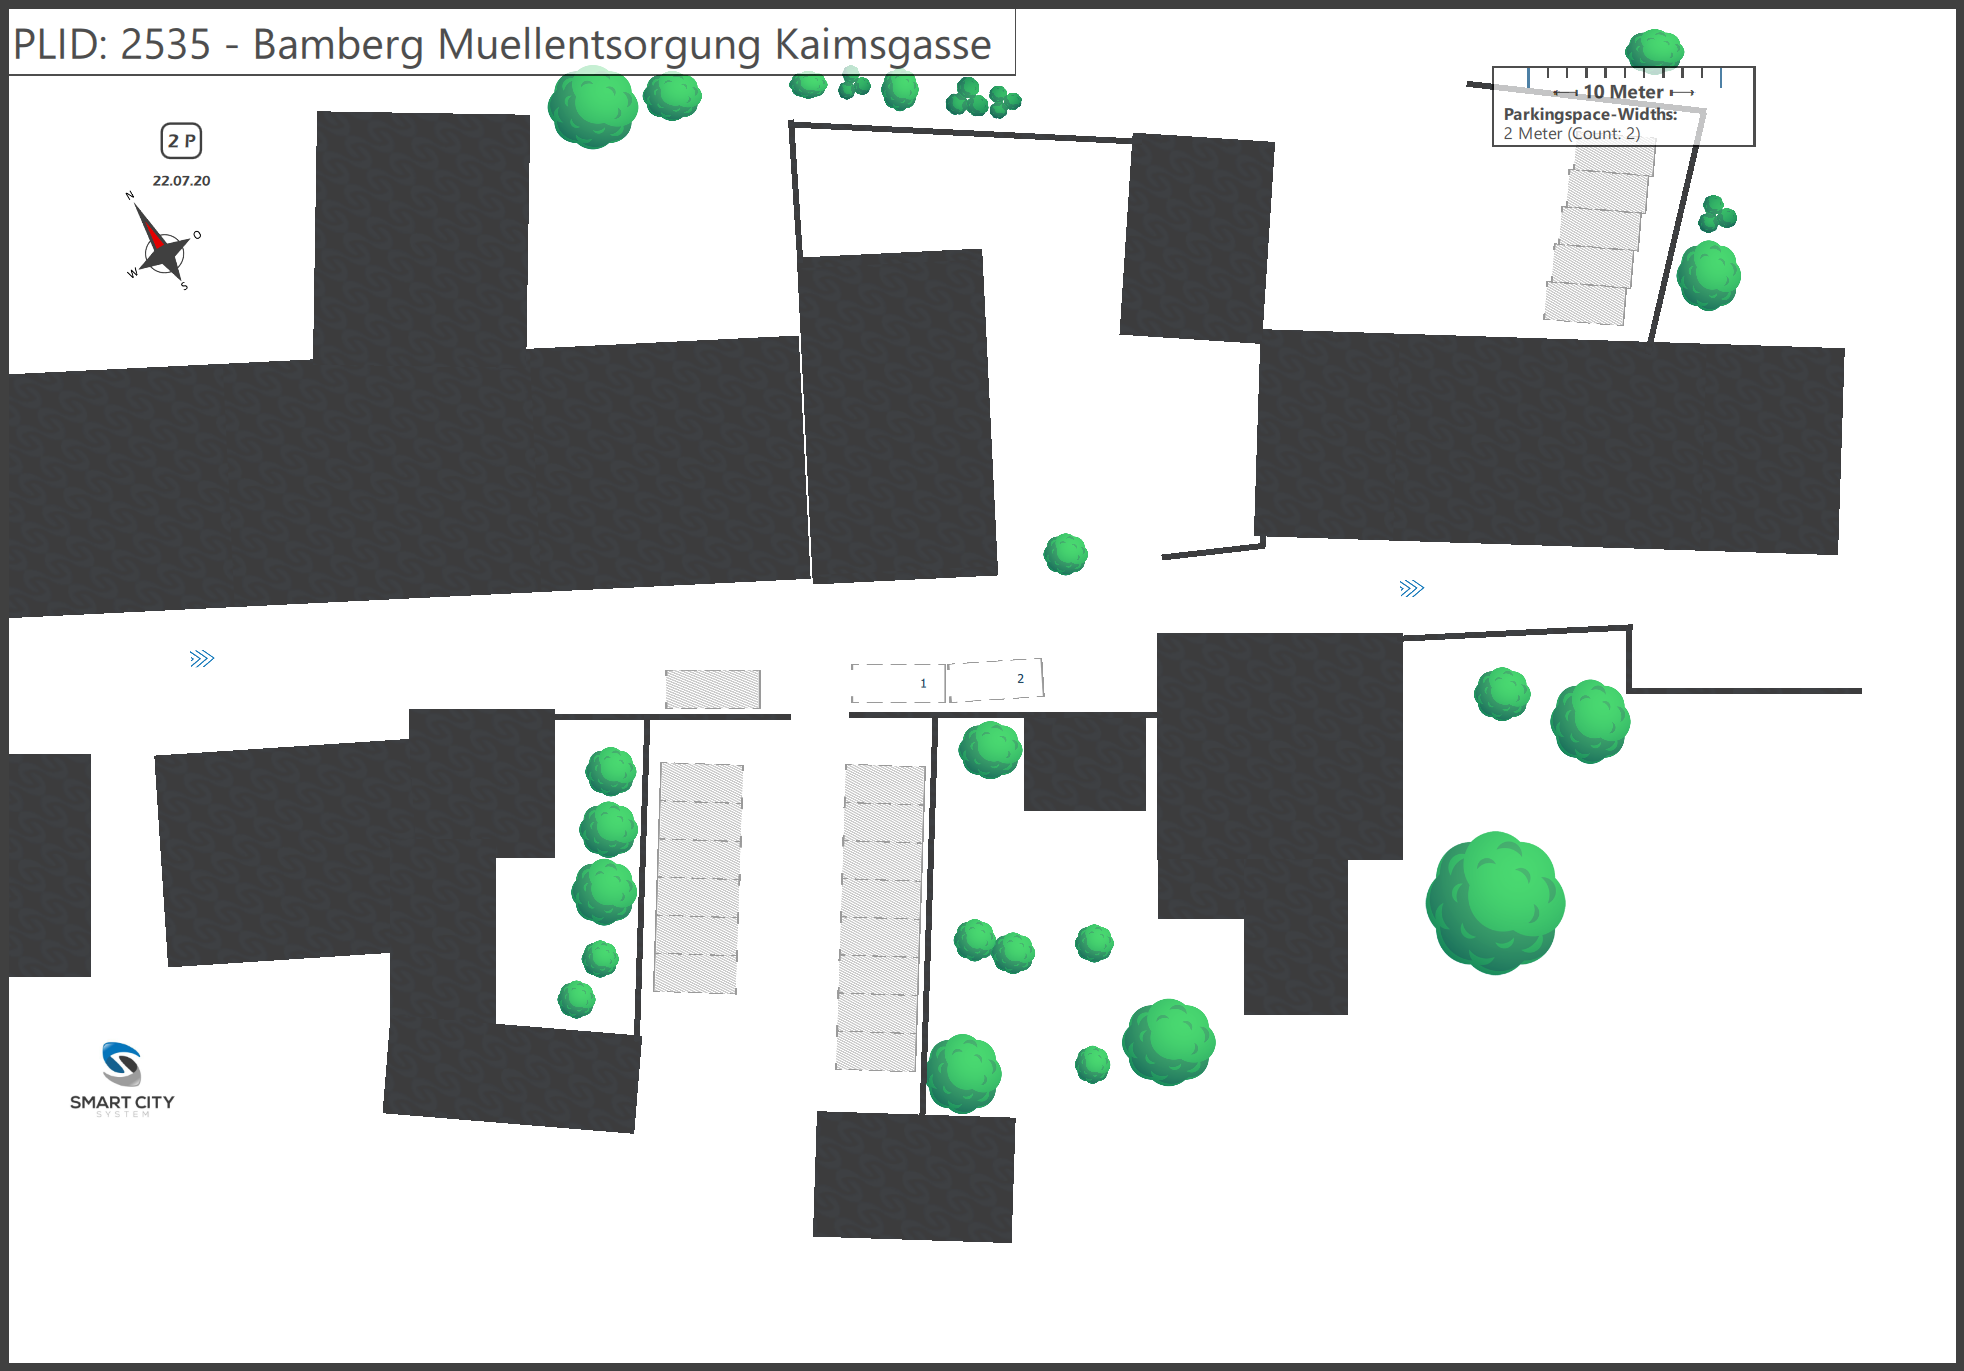 PLID: 2535 - Bamberg Muellentsorgung Kaimsgasse
10 Meter
Parkingspace-Widths:
2 Meter (Count: 2)
2 P
22.07.20
N
O
W
S
1
2
SMART CITY
SYSTEM